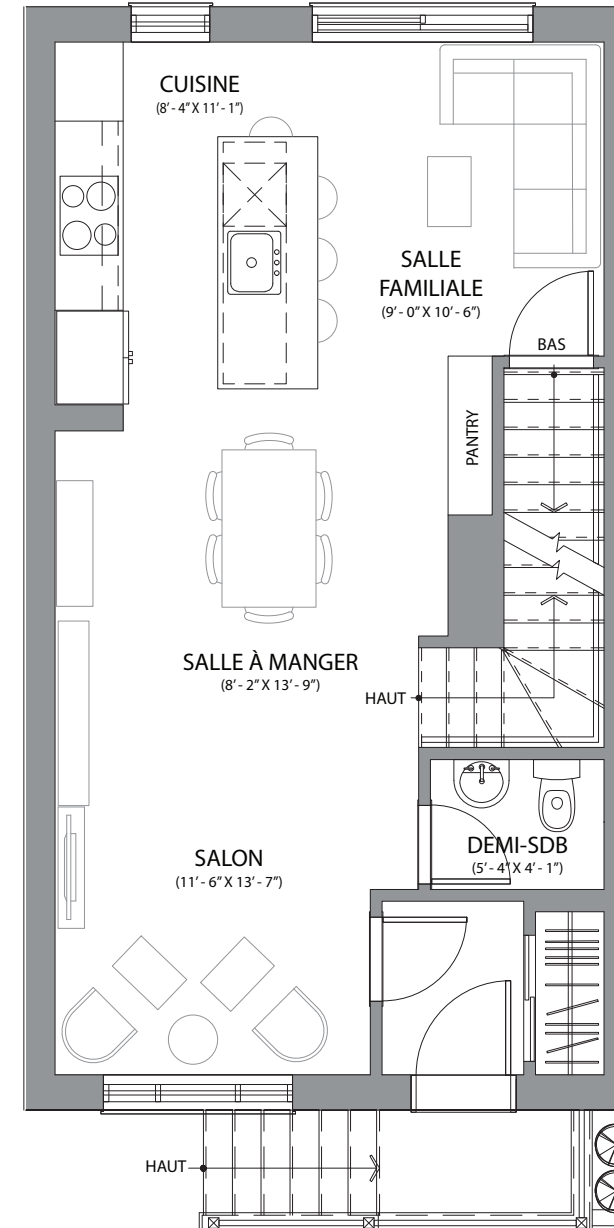 CUISINE
(8' - 4" X 11' - 1")
SALLE
FAMILIALE
(9' - 0" X 10' - 6")
BAS
PANTRY
SALLE À MANGER
(8' - 2" X 13' - 9")
HAUT
DEMI-SDB
(5' - 4" X 4' - 1")
SALON
(11' - 6" X 13' - 7")
HAUT